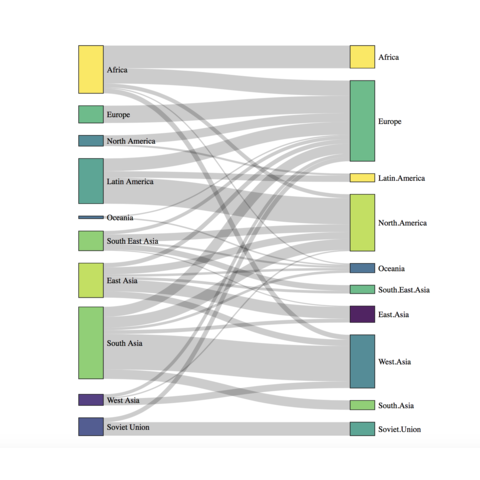 Africa
Europe
North America
Latin America
Oceania
South East Asia
East Asia
South Asia
West Asia
Soviet Union
Africa
Europe
Latin.America
North.America
Oceania
South.East.Asia
East.Asia
West.Asia
South.Asia
Soviet.Union